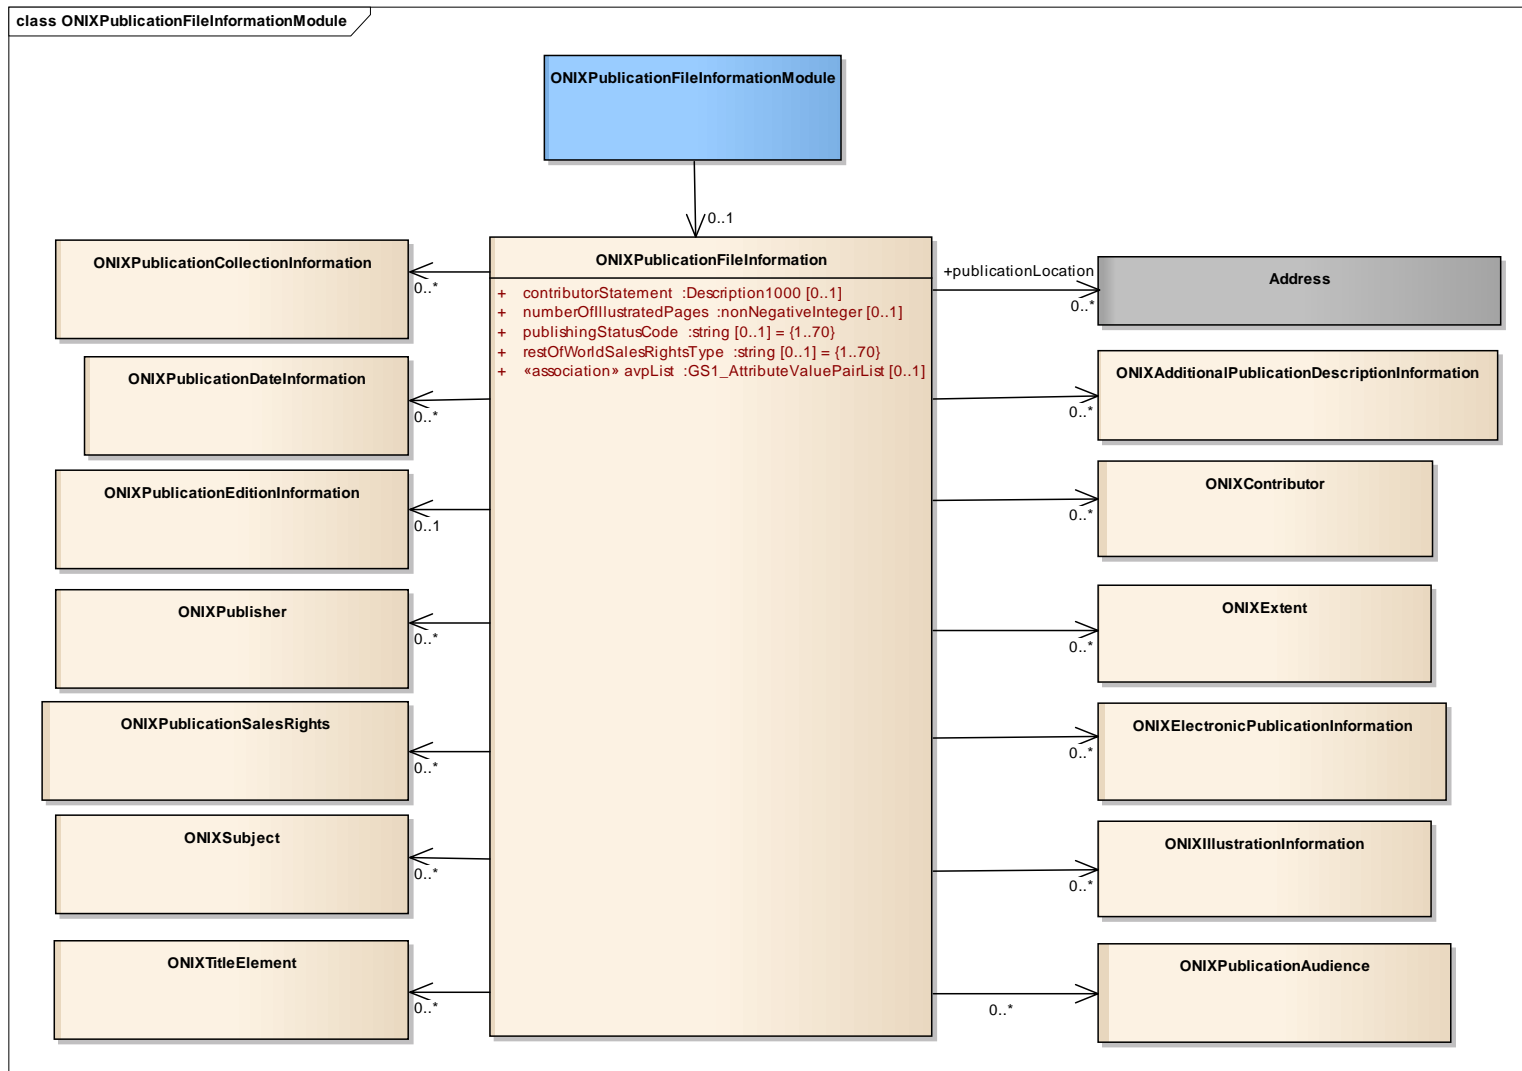 class ONIXPublicationFileInformationModule
ONIXPublicationFileInformationModule
0..1
ONIXPublicationFileInformation
+ contributorStatement :Description1000 [0..1]
+ numberOfIllustratedPages :nonNegativeInteger [0..1]
+ publishingStatusCode :string [0..1] = {1..70}
+ restOfWorldSalesRightsType :string [0..1] = {1..70}
+ «association» avpList :GS1_AttributeValuePairList [0..1]
ONIXPublicationCollectionInformation
0..*
ONIXPublicationDateInformation
0..*
ONIXPublicationEditionInformation
0..1
ONIXPublisher
0..*
ONIXPublicationSalesRights
0..*
ONIXSubject
0..*
ONIXTitleElement
0..*
+publicationLocation
0..*
Address
ONIXAdditionalPublicationDescriptionInformation
0..*
ONIXContributor
0..*
ONIXExtent
0..*
ONIXElectronicPublicationInformation
0..*
ONIXIllustrationInformation
0..*
ONIXPublicationAudience
0..*